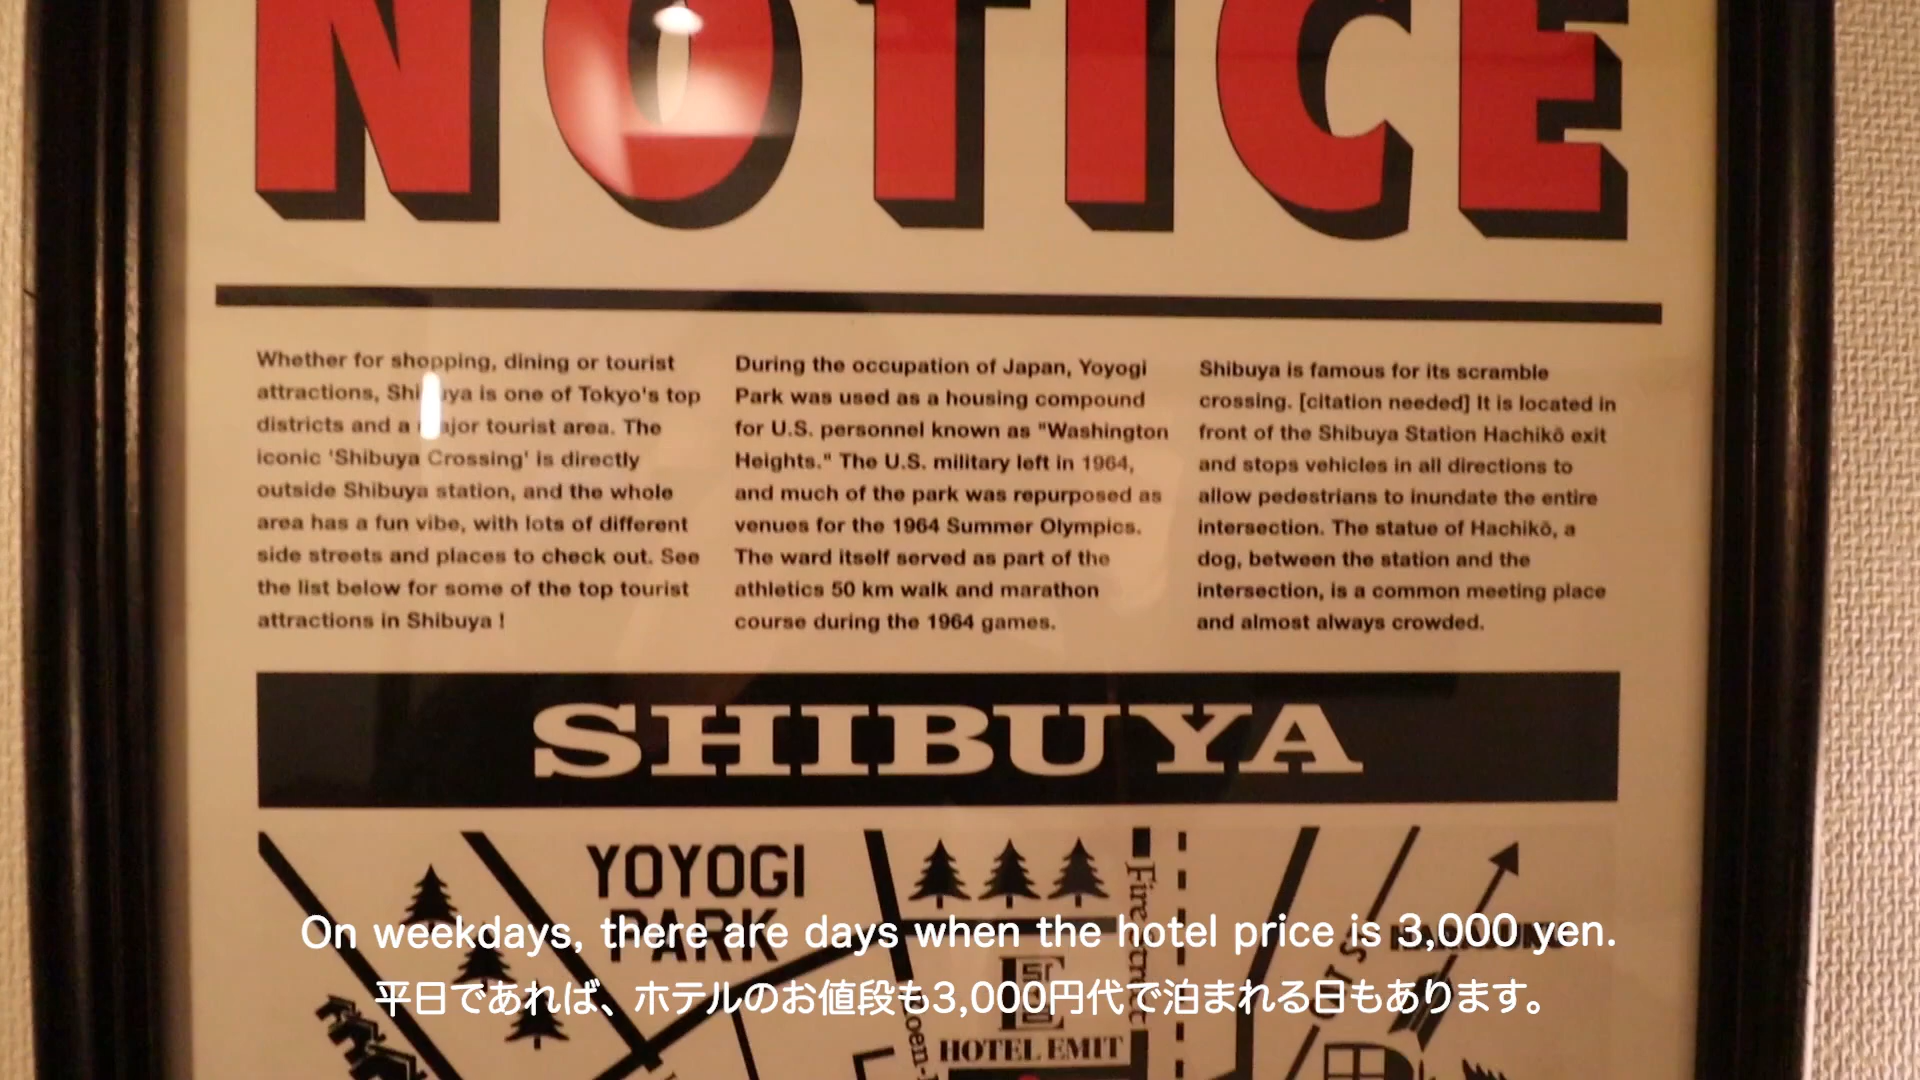 NOTICE
Whether for shopping, dining or tourist
attractions, Shibuya is one of Tokyo's top
districts and a major tourist area. The
iconic 'Shibuya Crossing' is directly
outside Shibuya station, and the whole
area has a fun vibe, with lots of different
side streets and places to check out. See
the list below for some of the top tourist
attractions in Shibuya !
During the occupation of Japan, Yoyogi
Park was used as a housing compound
for U.S. personnel known as "Washington
Heights." The U.S. military left in 1964,
and much of the park was repurposed as
venues for the 1964 Summer Olympics.
The ward itself served as part of the
athletics 50 km walk and marathon
course during the 1964 games.
Shibuya is famous for its scramble
crossing. [citation needed] It is located in
front of the Shibuya Station Hachikō exit
and stops vehicles in all directions to
allow pedestrians to inundate the entire
intersection. The statue of Hachikō, a
dog, between the station and the
intersection, is a common meeting place
and almost always crowded.
SHIBUYA
YOYOGI
PARK
Fire
HOTEL EMIT
On weekdays, there are days when the hotel price is 3,000 yen.
平日であれば、ホテルのお値段も3,000円代で泊まれる日もあります。